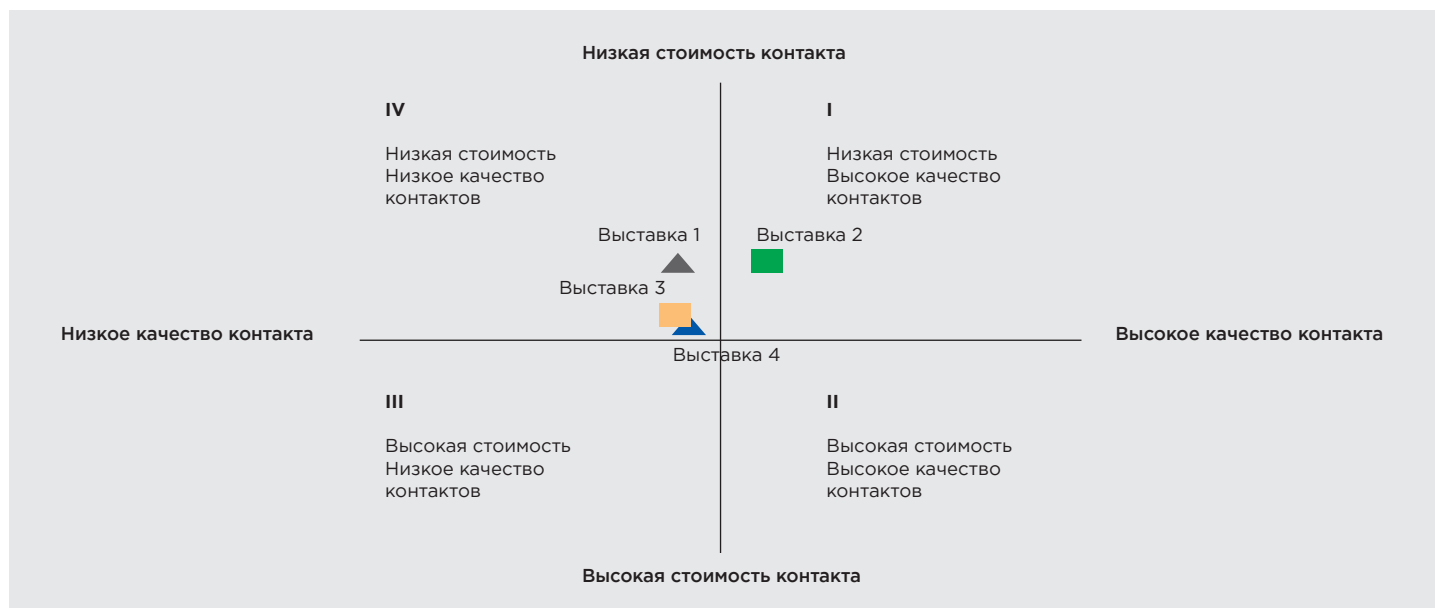 Низкая стоимость контакта
IV
Низкая стоимость
Низкое качество
контактов
I
Низкая стоимость
Высокое качество
контактов
Выставка 1
Выставка 2
Выставка 3
Низкое качество контакта
Высокое качество контакта
Выставка 4
III
Высокая стоимость
Низкое качество
контактов
II
Высокая стоимость
Высокое качество
контактов
Высокая стоимость контакта